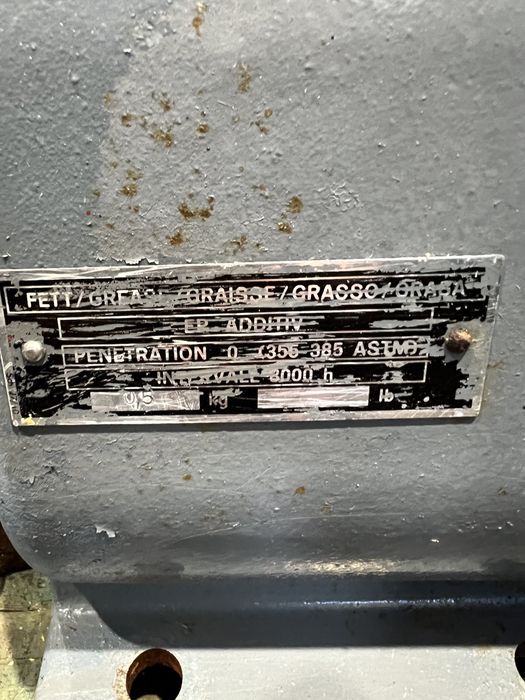 FETT/GREASE/GRAISSE/GRASSO/GRASA
EP ADDITIV
PENETRATION 0 (355 385 ASTM)
INTERVALL 8000 h
kg lb